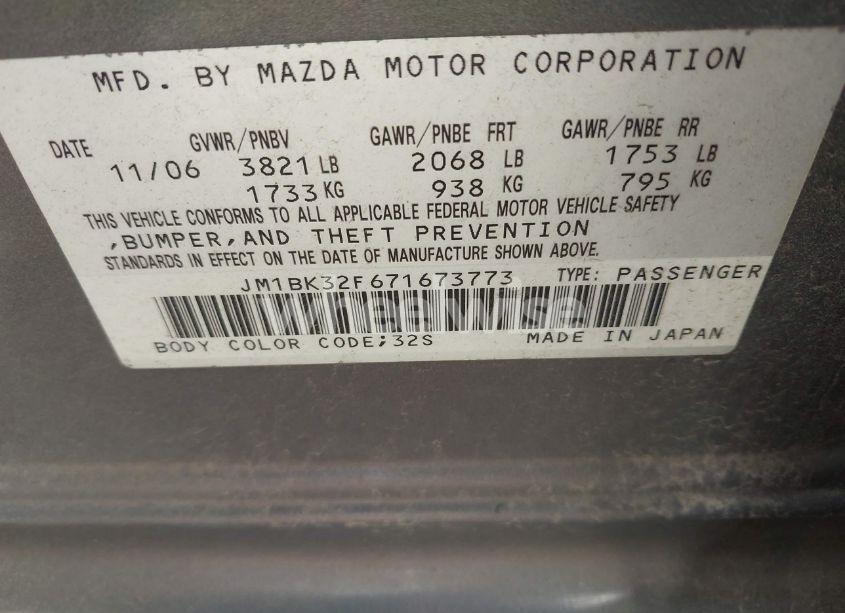 MFD. BY MAZDA MOTOR CORPORATION
DATE GVWR/PNBV GAWR/PNBE FRT GAWR/PNBE RR
11/06 3821 LB 2068 LB 1753 LB
1733 KG 938 KG 795 KG
THIS VEHICLE CONFORMS TO ALL APPLICABLE FEDERAL MOTOR VEHICLE SAFETY
,BUMPER,AND THEFT PREVENTION
STANDARDS IN EFFECT ON THE DATE OF MANUFACTURE SHOWN ABOVE.
JM1BK32F671673773 TYPE: PASSENGER
BODY COLOR CODE;32S MADE IN JAPAN